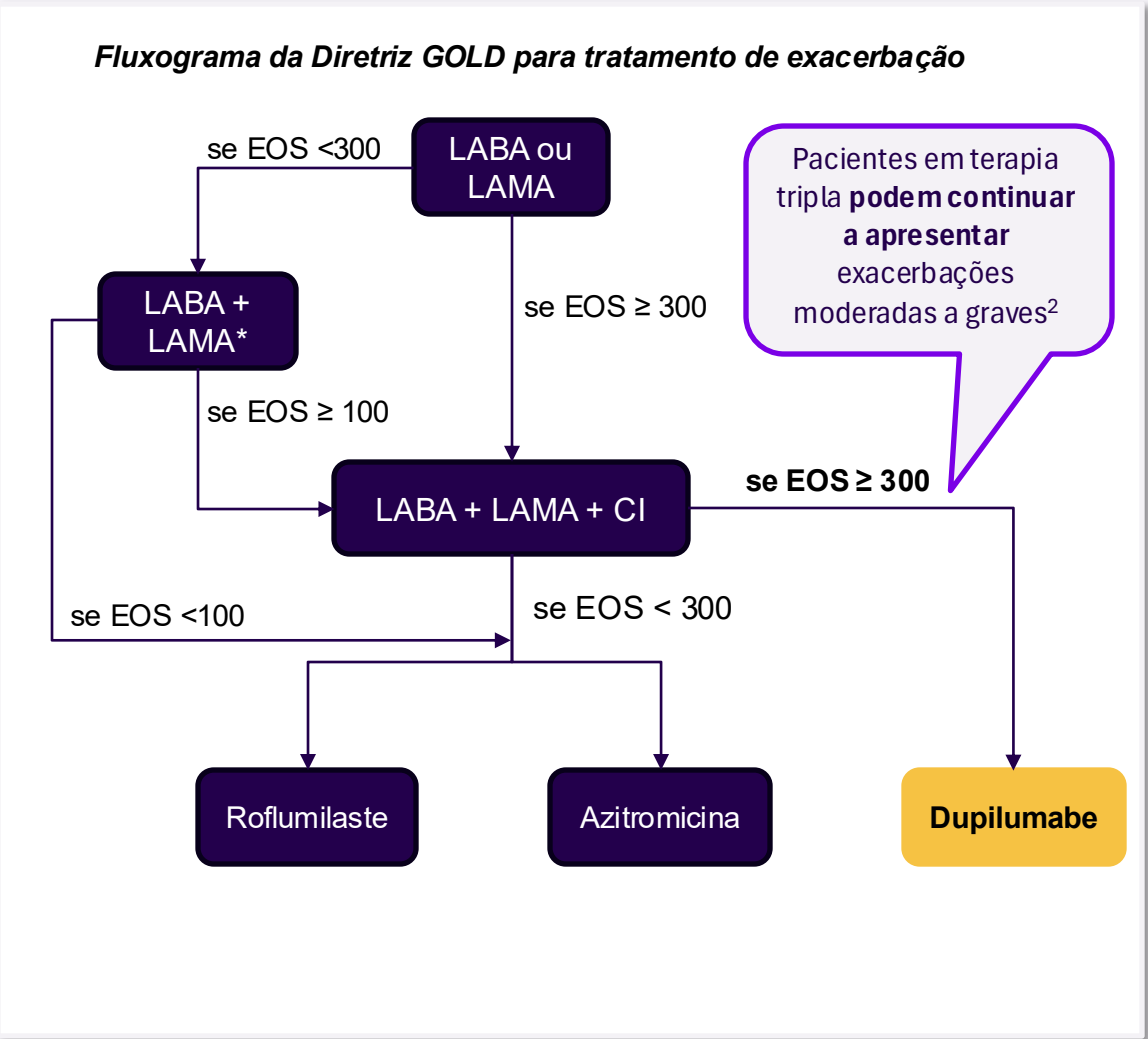 Fluxograma da Diretriz GOLD para tratamento de exacerbação
se EOS <300
LABA ou
LAMA
Pacientes em terapia
tripla podem continuar
a apresentar
exacerbações
moderadas a graves²
LABA +
LAMA*
se EOS ≥ 300
se EOS ≥ 100
LABA + LAMA + CI
se EOS ≥ 300
se EOS <100
se EOS < 300
Roflumilaste
Azitromicina
Dupilumabe